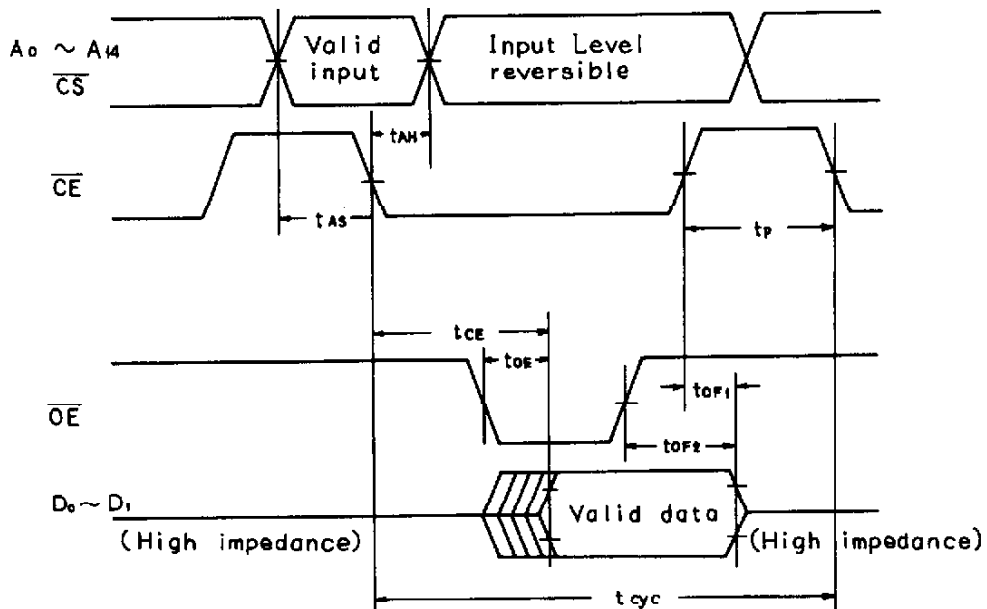 A0 ~ A14
CS
Valid
input
Input Level
reversible
tAH
CE
tAS
tP
tCE
tOE
OE
tOF1
tOF2
D0 ~ D1
Valid data
(High impedance)
(High impedance)
tcyc